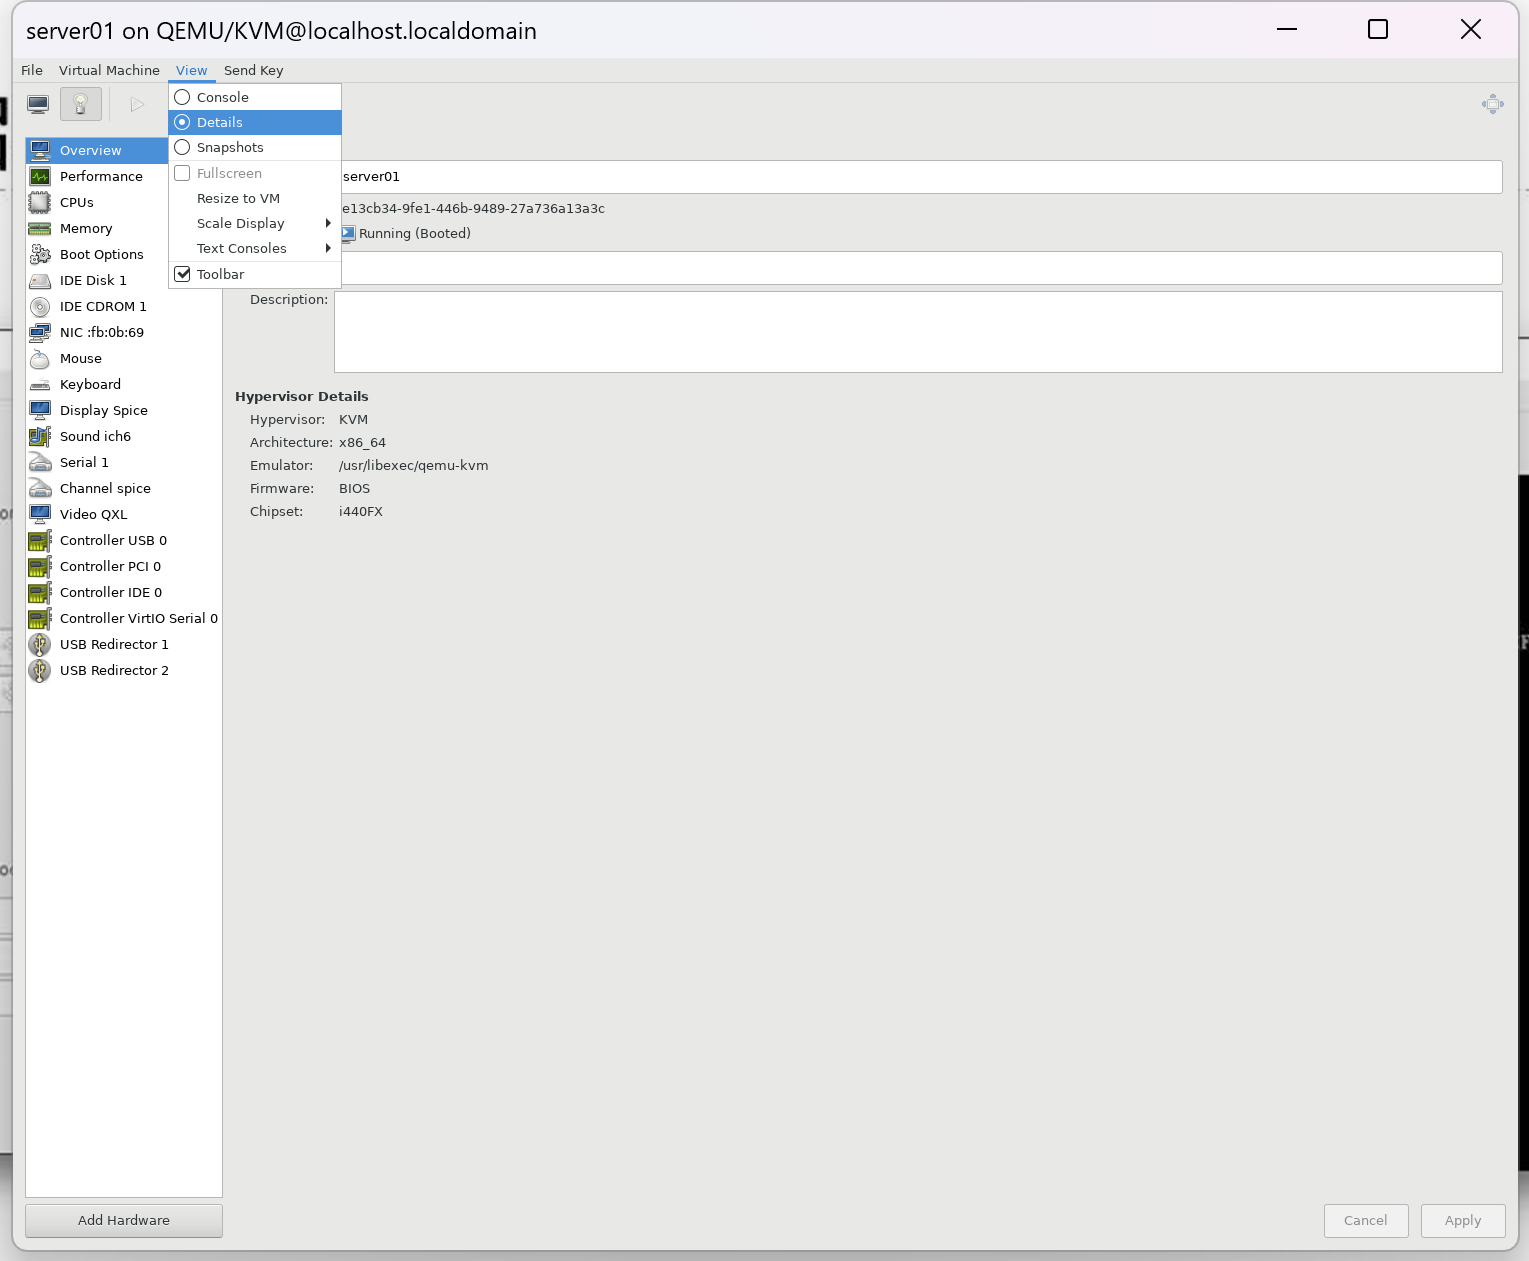 server01 on QEMU/KVM@localhost.localdomain
File Virtual Machine View Send Key
Console
Details
Snapshots
Fullscreen
Resize to VM
Scale Display
Text Consoles
Toolbar
Overview
Performance
CPUs
Memory
Boot Options
IDE Disk 1
IDE CDROM 1
NIC :fb:0b:69
Mouse
Keyboard
Display Spice
Sound ich6
Serial 1
Channel spice
Video QXL
Controller USB 0
Controller PCI 0
Controller IDE 0
Controller VirtIO Serial 0
USB Redirector 1
USB Redirector 2
server01
e13cb34-9fe1-446b-9489-27a736a13a3c
Running (Booted)
Description:
Hypervisor Details
Hypervisor: KVM
Architecture: x86_64
Emulator: /usr/libexec/qemu-kvm
Firmware: BIOS
Chipset: i440FX
Add Hardware
Cancel Apply